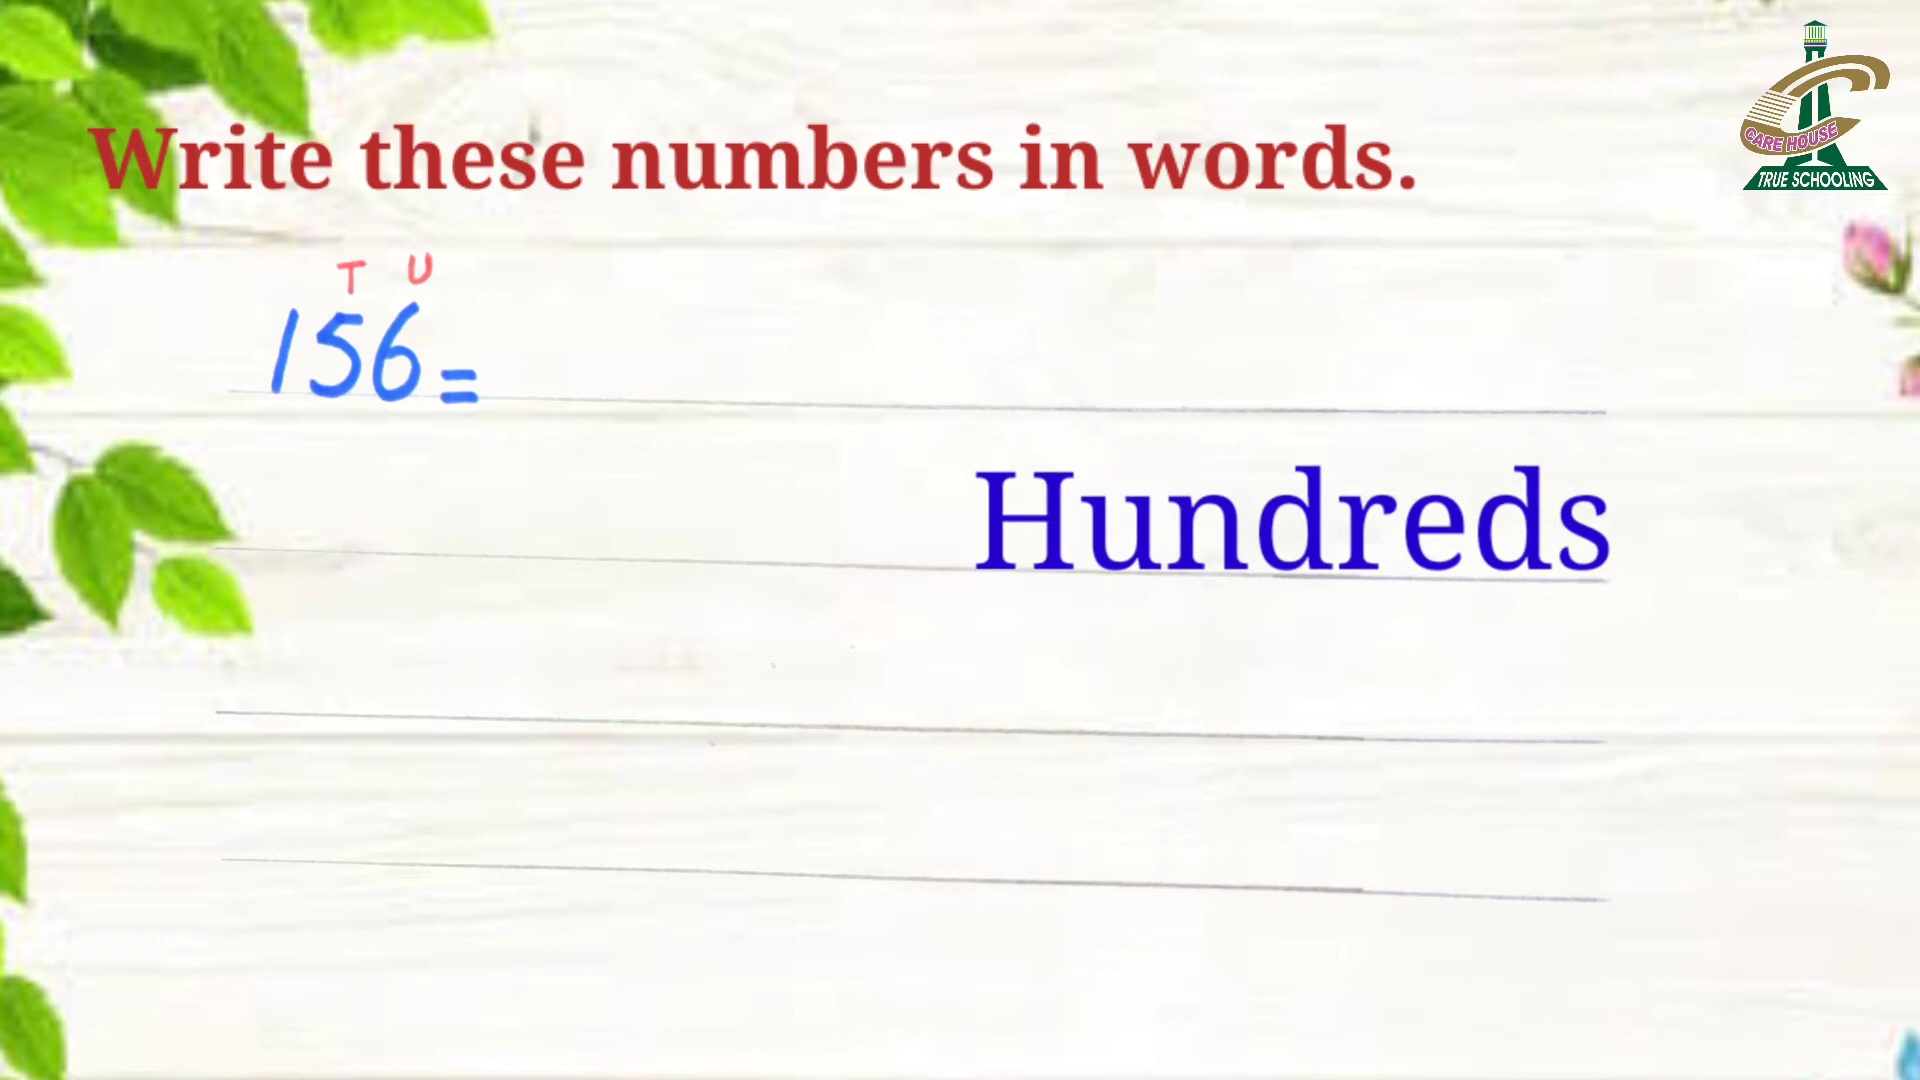 Write these numbers in words.
CARE HOUSE
TRUE SCHOOLING
T U
156=
Hundreds